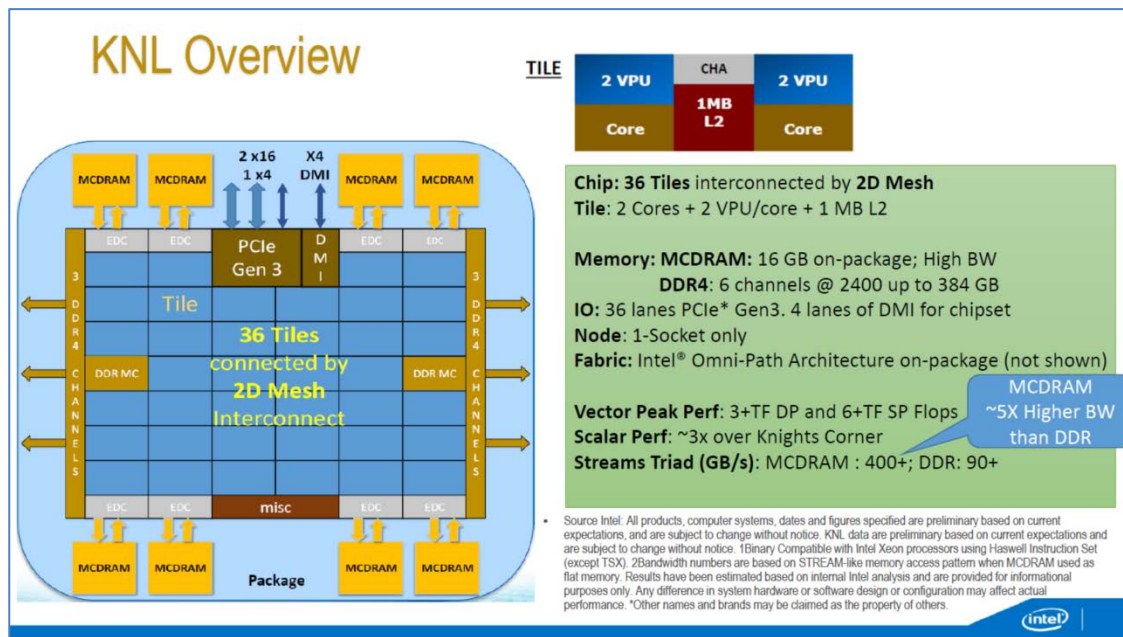 KNL Overview
TILE
2 VPU
CHA
2 VPU
Core
1MB
L2
Core
MCDRAM
MCDRAM
2 x16
1 x4
X4
DMI
MCDRAM
MCDRAM
EDC
EDC
PCIe
Gen 3
D
M
I
EDC
EDC
3
D
D
R
4
C
H
A
N
N
E
L
S
Tile
36 Tiles
connected by
2D Mesh
Interconnect
DDR MC
DDR MC
3
D
D
R
4
C
H
A
N
N
E
L
S
EDC
EDC
misc
EDC
EDC
MCDRAM
MCDRAM
Package
MCDRAM
MCDRAM
Chip: 36 Tiles interconnected by 2D Mesh
Tile: 2 Cores + 2 VPU/core + 1 MB L2
Memory: MCDRAM: 16 GB on-package; High BW
DDR4: 6 channels @ 2400 up to 384 GB
IO: 36 lanes PCIe* Gen3. 4 lanes of DMI for chipset
Node: 1-Socket only
Fabric: Intel® Omni-Path Architecture on-package (not shown)
Vector Peak Perf: 3+TF DP and 6+TF SP Flops
Scalar Perf: ~3x over Knights Corner
Streams Triad (GB/s): MCDRAM : 400+; DDR: 90+
MCDRAM
~5X Higher BW
than DDR
▪ Source Intel: All products, computer systems, dates and figures specified are preliminary based on current
expectations, and are subject to change without notice. KNL data are preliminary based on current expectations and
are subject to change without notice. 1Binary Compatible with Intel Xeon processors using Haswell Instruction Set
(except TSX). 2Bandwidth numbers are based on STREAM-like memory access pattern when MCDRAM used as
flat memory. Results have been estimated based on internal Intel analysis and are provided for informational
purposes only. Any difference in system hardware or software design or configuration may affect actual
performance. *Other names and brands may be claimed as the property of others.
intel